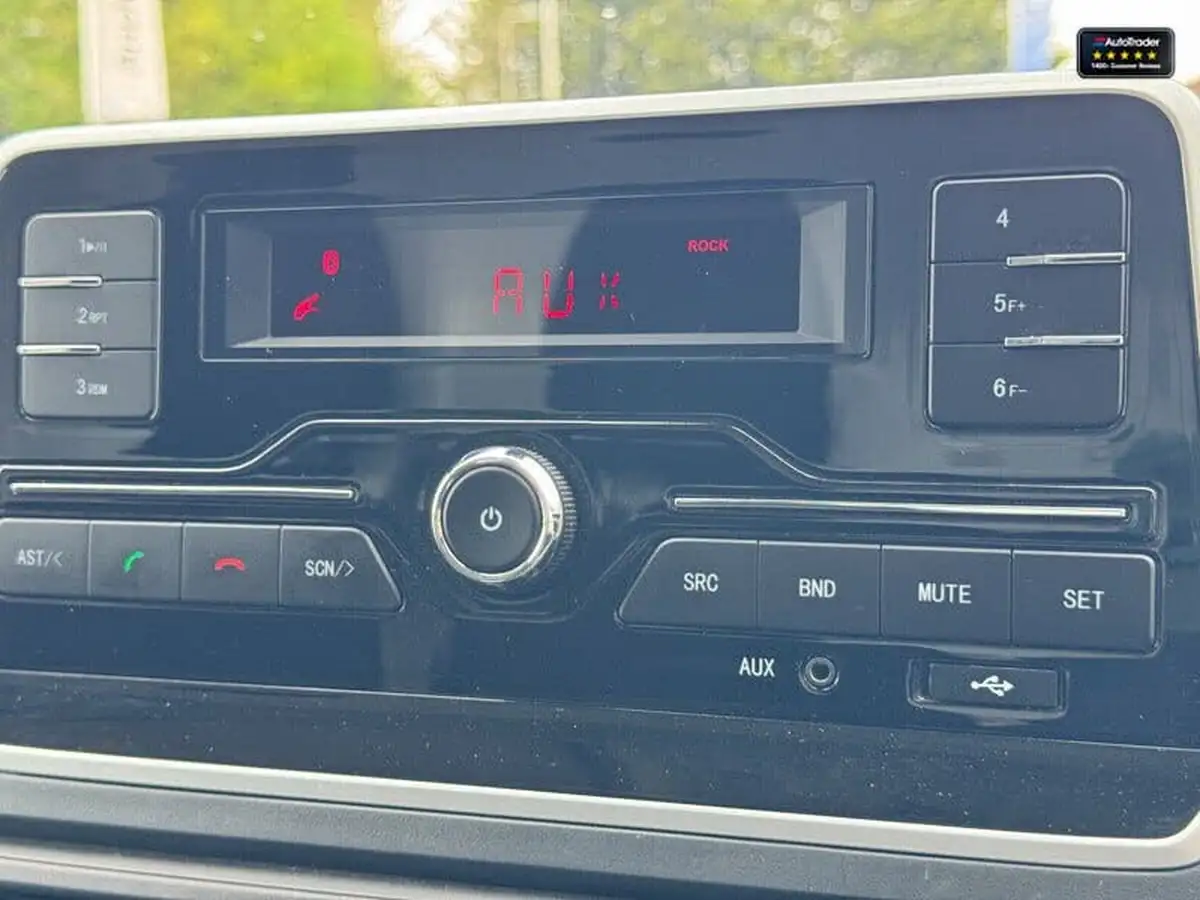 AutoTrader
1400+ Customer Reviews
ROCK
AUX
1
2RPT
3RDM
4
5F+
6F-
AST/<
SCN/>
SRC
BND
MUTE
SET
AUX